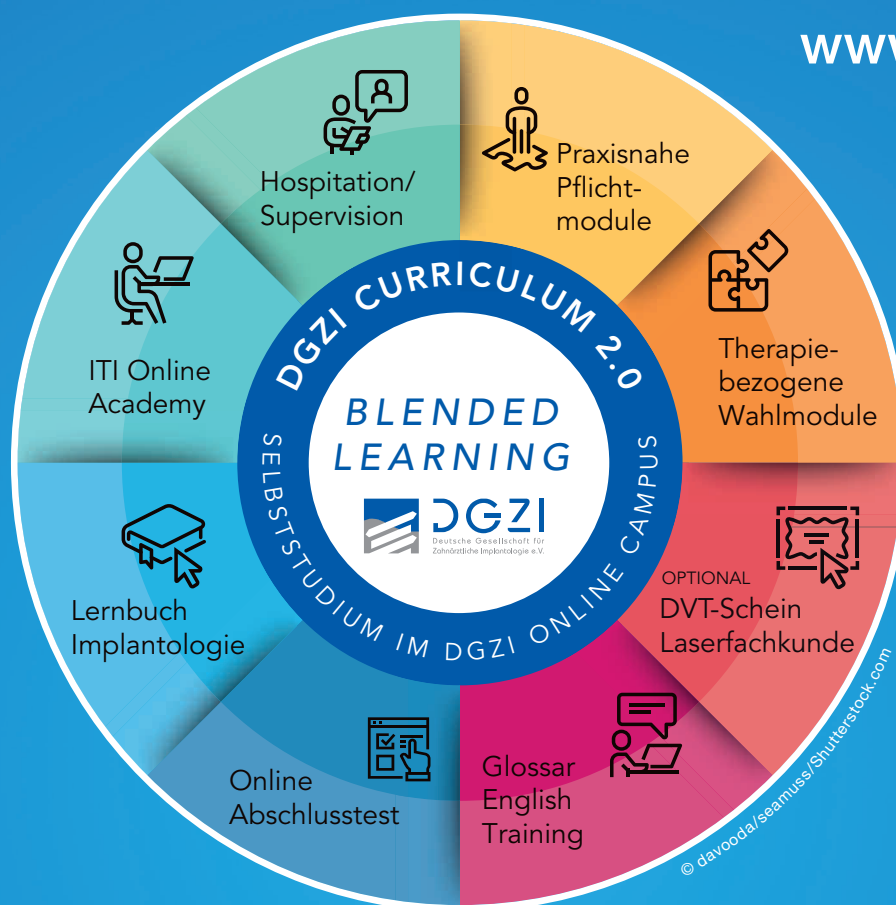 www
Hospitation/
Supervision
Praxisnahe
Pflicht-
module
ITI Online
Academy
Therapie-
bezogene
Wahlmodule
DGZI CURRICULUM 2.0
BLENDED
LEARNING
DGZI
Deutsche Gesellschaft für
Zahnärztliche Implantologie e.V.
SELBSTSTUDIUM IM DGZI ONLINE CAMPUS
Lernbuch
Implantologie
OPTIONAL
DVT-Schein
Laserfachkunde
Online
Abschlusstest
Glossar
English
Training
© davooda/seamuss/Shutterstock.com